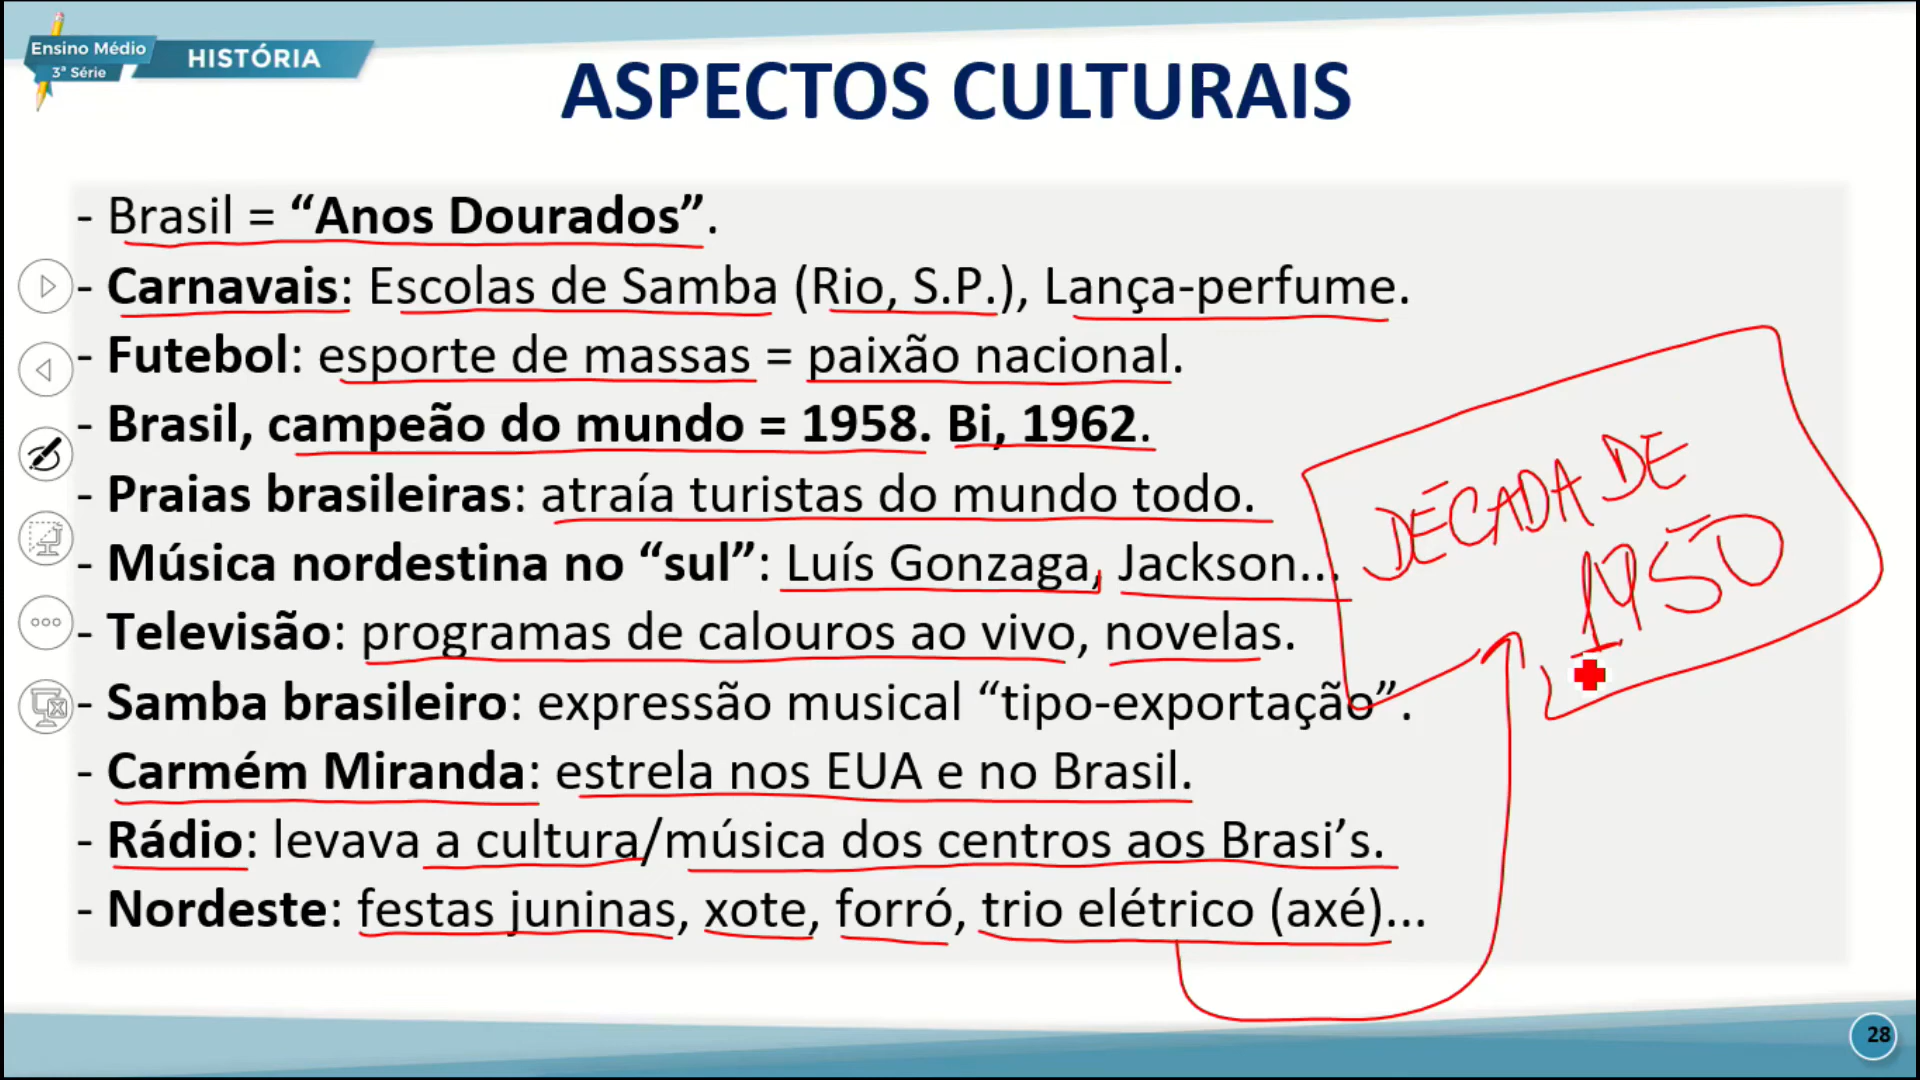 Ensino Médio
3ª Série
HISTÓRIA
ASPECTOS CULTURAIS
- Brasil = “Anos Dourados”.
- Carnavais: Escolas de Samba (Rio, S.P.), Lança-perfume.
- Futebol: esporte de massas = paixão nacional.
- Brasil, campeão do mundo = 1958. Bi, 1962.
- Praias brasileiras: atraía turistas do mundo todo.
- Música nordestina no “sul”: Luís Gonzaga, Jackson...
- Televisão: programas de calouros ao vivo, novelas.
- Samba brasileiro: expressão musical “tipo-exportação”.
- Carmém Miranda: estrela nos EUA e no Brasil.
- Rádio: levava a cultura/música dos centros aos Brasi’s.
- Nordeste: festas juninas, xote, forró, trio elétrico (axé)...
DÉCADA DE
1950
28